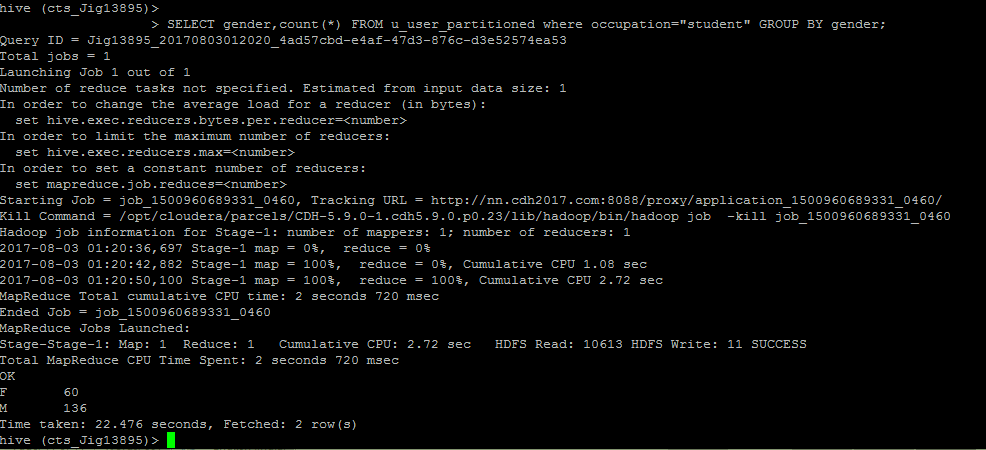 hive (cts_Jig13895)>
                   > SELECT gender,count(*) FROM u_user_partitioned where occupation="student" GROUP BY gender;
Query ID = Jig13895_20170803012020_4ad57cbd-e4af-47d3-876c-d3e52574ea53
Total jobs = 1
Launching Job 1 out of 1
Number of reduce tasks not specified. Estimated from input data size: 1
In order to change the average load for a reducer (in bytes):
  set hive.exec.reducers.bytes.per.reducer=<number>
In order to limit the maximum number of reducers:
  set hive.exec.reducers.max=<number>
In order to set a constant number of reducers:
  set mapreduce.job.reduces=<number>
Starting Job = job_1500960689331_0460, Tracking URL = http://nn.cdh2017.com:8088/proxy/application_1500960689331_0460/
Kill Command = /opt/cloudera/parcels/CDH-5.9.0-1.cdh5.9.0.p0.23/lib/hadoop/bin/hadoop job  -kill job_1500960689331_0460
Hadoop job information for Stage-1: number of mappers: 1; number of reducers: 1
2017-08-03 01:20:36,697 Stage-1 map = 0%,  reduce = 0%
2017-08-03 01:20:42,882 Stage-1 map = 100%,  reduce = 0%, Cumulative CPU 1.08 sec
2017-08-03 01:20:50,100 Stage-1 map = 100%,  reduce = 100%, Cumulative CPU 2.72 sec
MapReduce Total cumulative CPU time: 2 seconds 720 msec
Ended Job = job_1500960689331_0460
MapReduce Jobs Launched:
Stage-Stage-1: Map: 1  Reduce: 1   Cumulative CPU: 2.72 sec   HDFS Read: 10613 HDFS Write: 11 SUCCESS
Total MapReduce CPU Time Spent: 2 seconds 720 msec
OK
F       60
M       136
Time taken: 22.476 seconds, Fetched: 2 row(s)
hive (cts_Jig13895)>